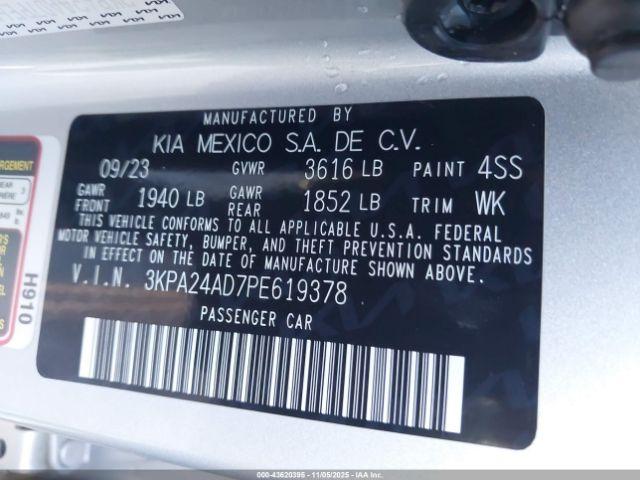 MANUFACTURED BY
KIA MEXICO S.A. DE C.V.
09/23 GVWR 3616 LB PAINT 4SS
GAWR FRONT 1940 LB GAWR REAR 1852 LB TRIM WK
THIS VEHICLE CONFORMS TO ALL APPLICABLE U.S.A. FEDERAL
MOTOR VEHICLE SAFETY, BUMPER, AND THEFT PREVENTION STANDARDS
IN EFFECT ON THE DATE OF MANUFACTURE SHOWN ABOVE.
V.I.N. 3KPA24AD7PE619378
PASSENGER CAR
H910
000-43620395 - 11/05/2025 - IAA Inc.